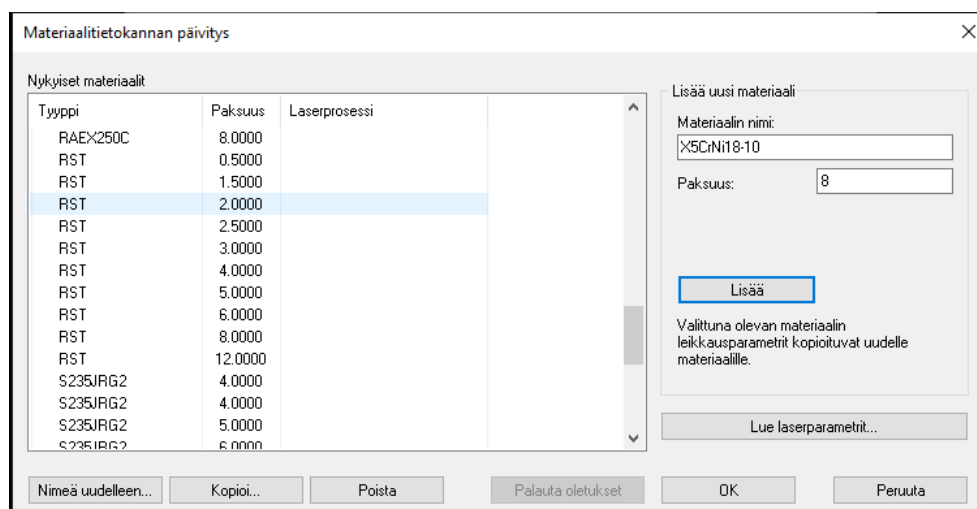 Materiaalitietokannan päivitys
Nykyiset materiaalit
Tyyppi Paksuus Laserprosessi
RAEX250C 8.0000
RST 0.5000
RST 1.5000
RST 2.0000
RST 2.5000
RST 3.0000
RST 4.0000
RST 5.0000
RST 6.0000
RST 8.0000
RST 12.0000
S235JRG2 4.0000
S235JRG2 4.0000
S235JRG2 5.0000
S235JRG2 6.0000
Lisää uusi materiaali
Materiaalin nimi:
X5CrNi18-10
Paksuus: 8
Lisää
Valittuna olevan materiaalin
leikkausparametrit kopioituvat uudelle
materiaalille.
Lue laserparametrit...
Nimeä uudelleen... Kopioi... Poista Palauta oletukset OK Peruuta